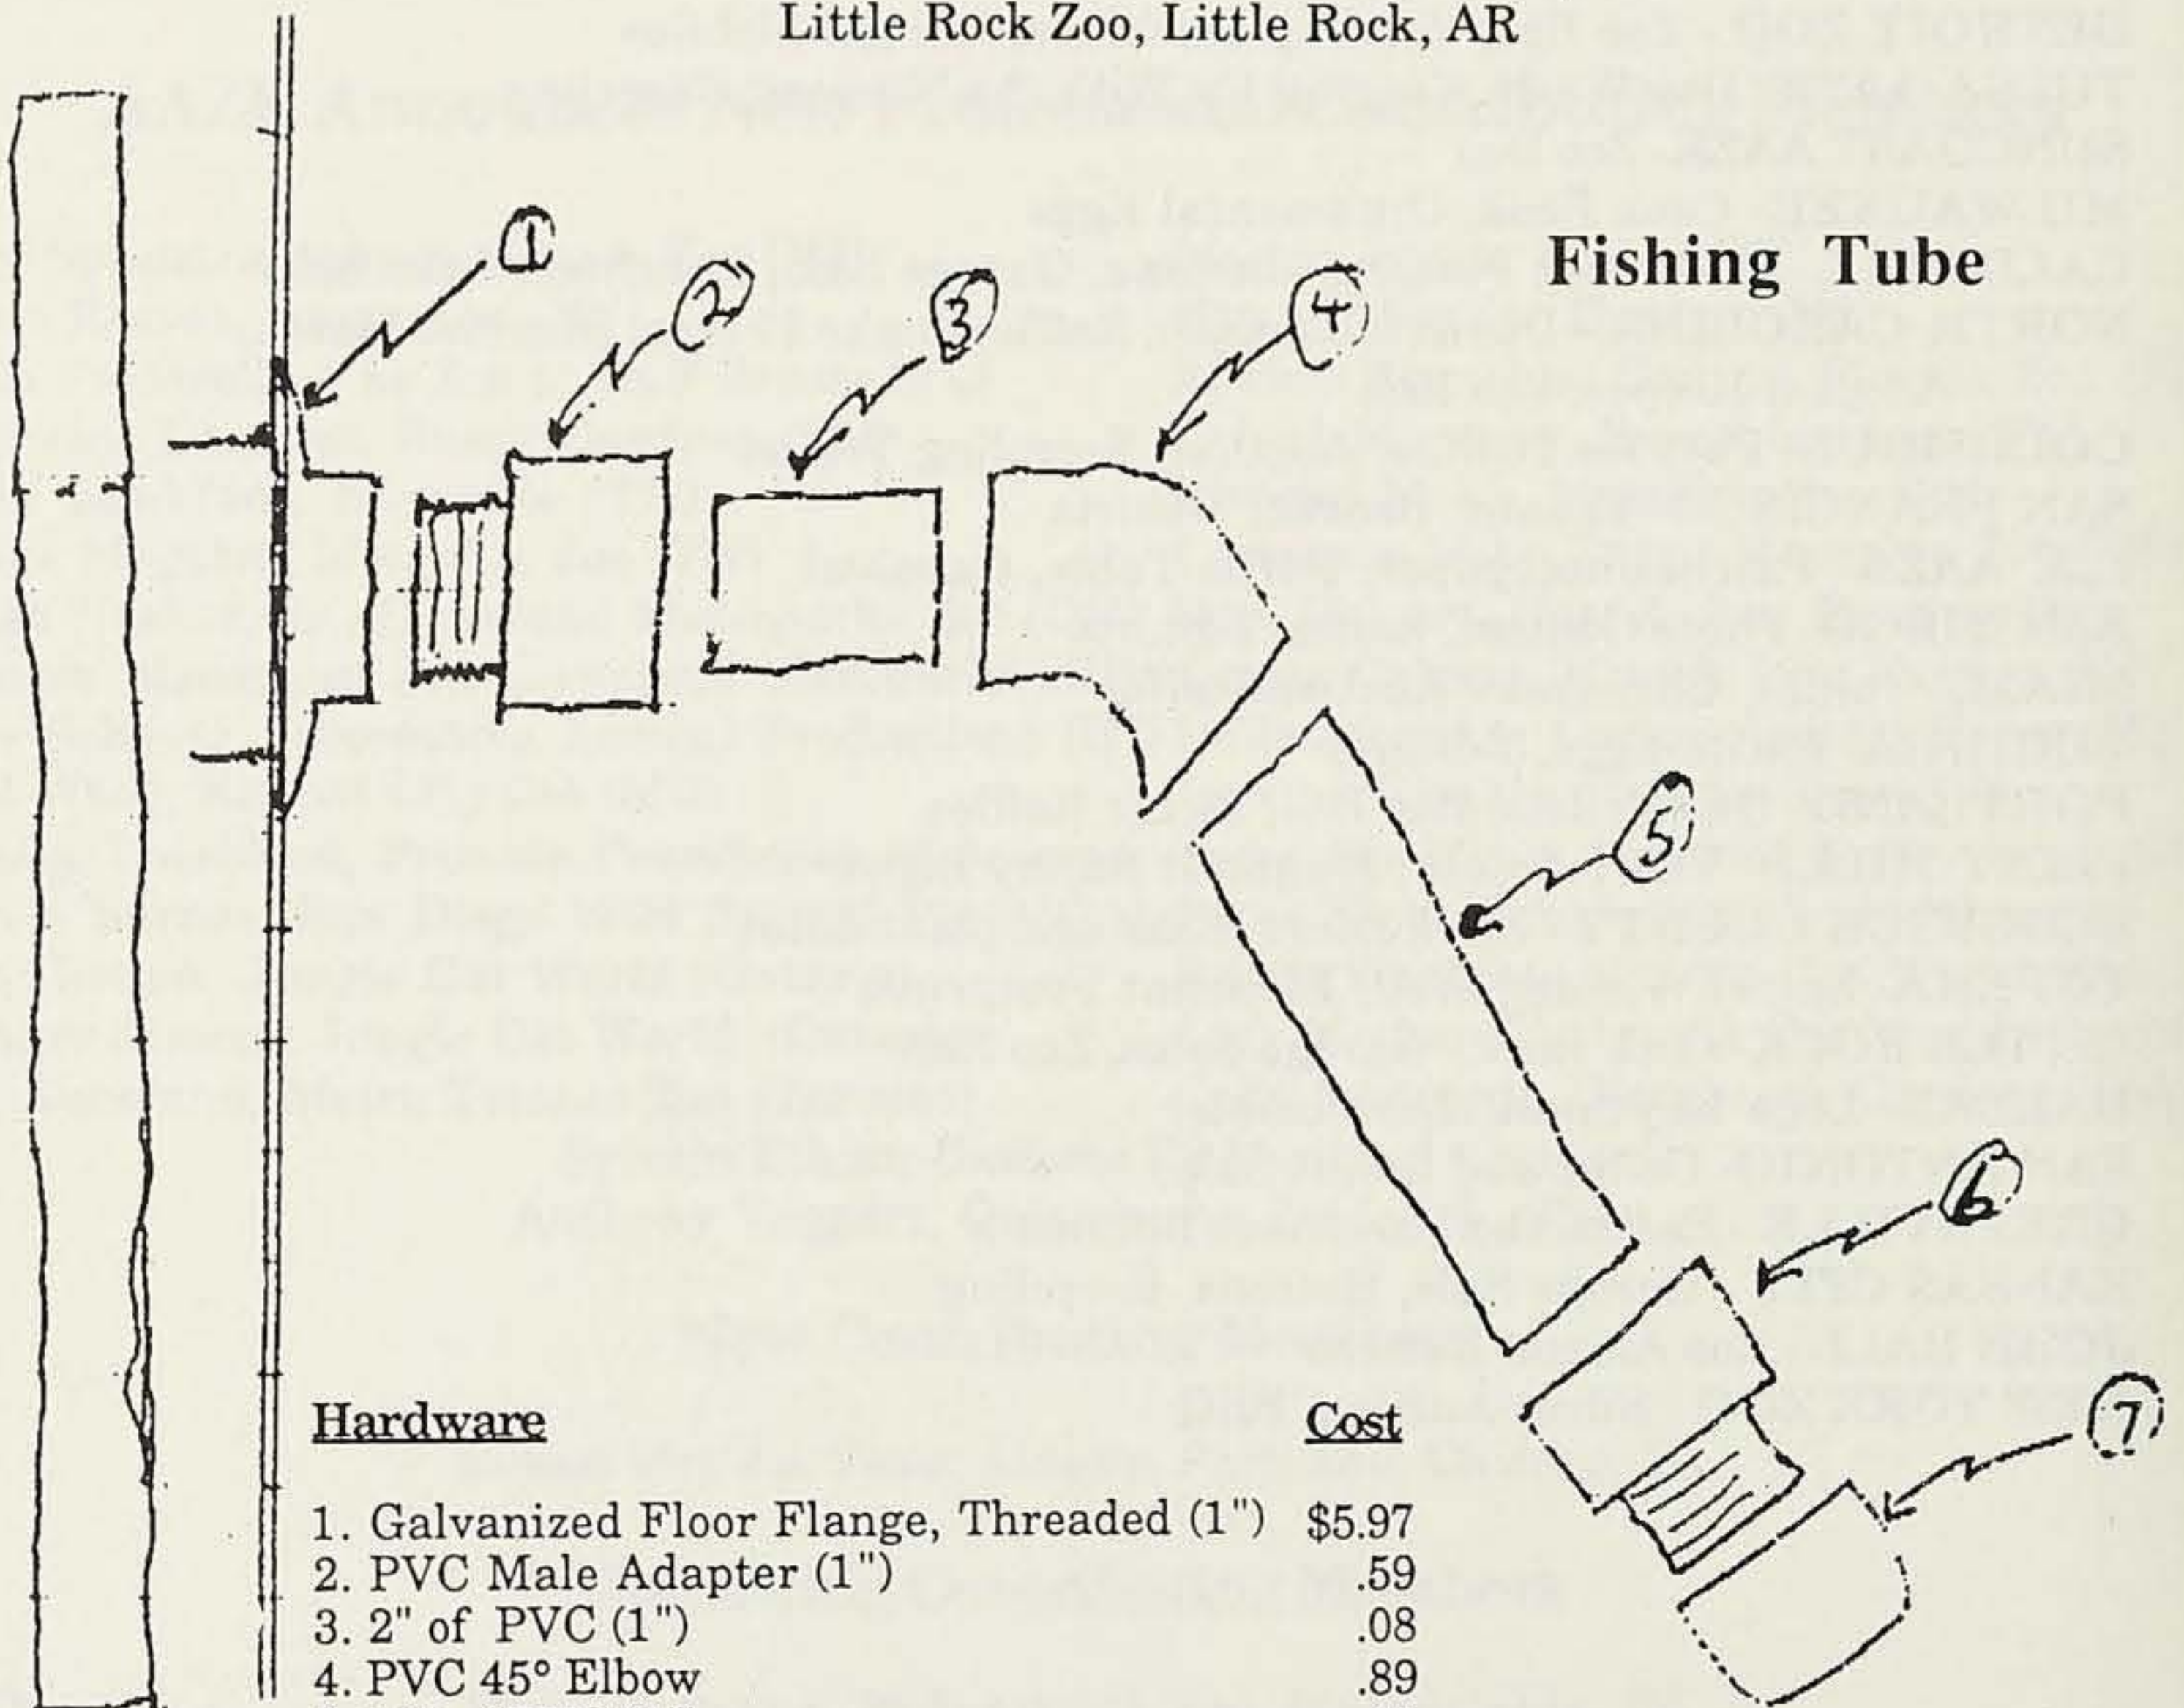 Little Rock Zoo, Little Rock, AR
Fishing Tube
1
2
3
4
5
6
7
Hardware Cost
1. Galvanized Floor Flange, Threaded (1") $5.97
2. PVC Male Adapter (1") .59
3. 2" of PVC (1") .08
4. PVC 45° Elbow .89